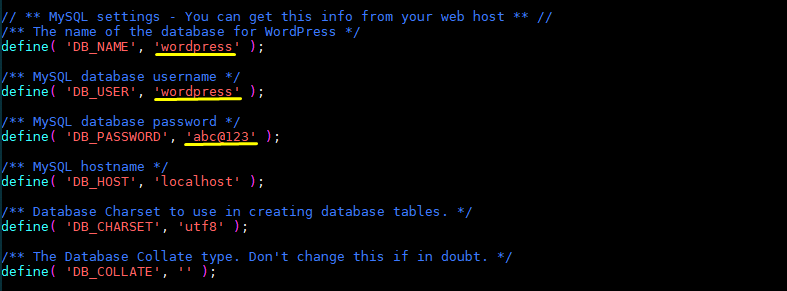 // ** MySQL settings - You can get this info from your web host ** //
/** The name of the database for WordPress */
define( 'DB_NAME', 'wordpress' );
/** MySQL database username */
define( 'DB_USER', 'wordpress' );
/** MySQL database password */
define( 'DB_PASSWORD', 'abc@123' );
/** MySQL hostname */
define( 'DB_HOST', 'localhost' );
/** Database Charset to use in creating database tables. */
define( 'DB_CHARSET', 'utf8' );
/** The Database Collate type. Don't change this if in doubt. */
define( 'DB_COLLATE', '' );